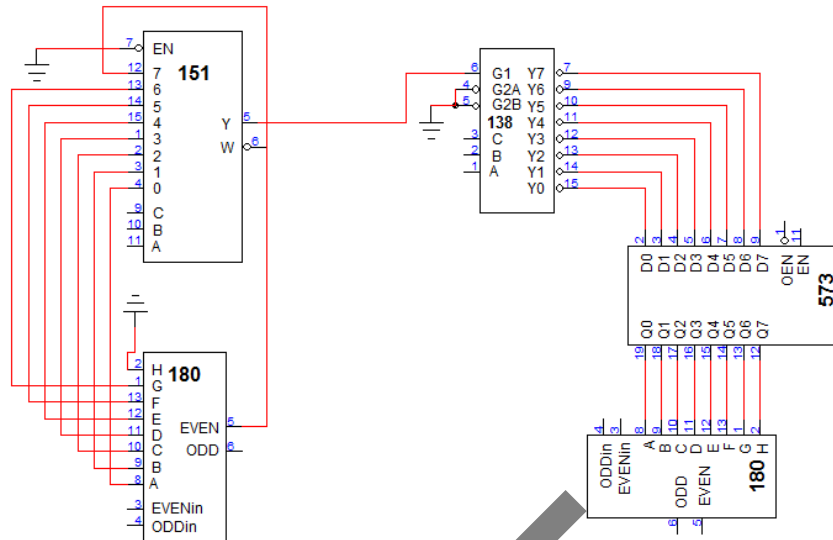 7 EN
151
12 7
13 6
14 5
15 4
1 3
2 2
3 1
4 0
Y 5
W 6
9 C
10 B
11 A
6 G1 Y7 7
4 G2A Y6 9
5 G2B Y5 10
138 Y4 11
3 C Y3 12
2 B Y2 13
1 A Y1 14
Y0 15
2 3 4 5 6 7 8 9 1 11
D0 D1 D2 D3 D4 D5 D6 D7 OEN EN
573
Q0 Q1 Q2 Q3 Q4 Q5 Q6 Q7
19 18 17 16 15 14 13 12
180
2 H
1 G
13 F
12 E
11 D
10 C
9 B
8 A
EVEN 5
ODD 6
3 EVENin
4 ODDin
4 3 8 9 10 11 12 13 1 2
ODDin EVENin A B C D E F G H
180
ODD EVEN
6 5